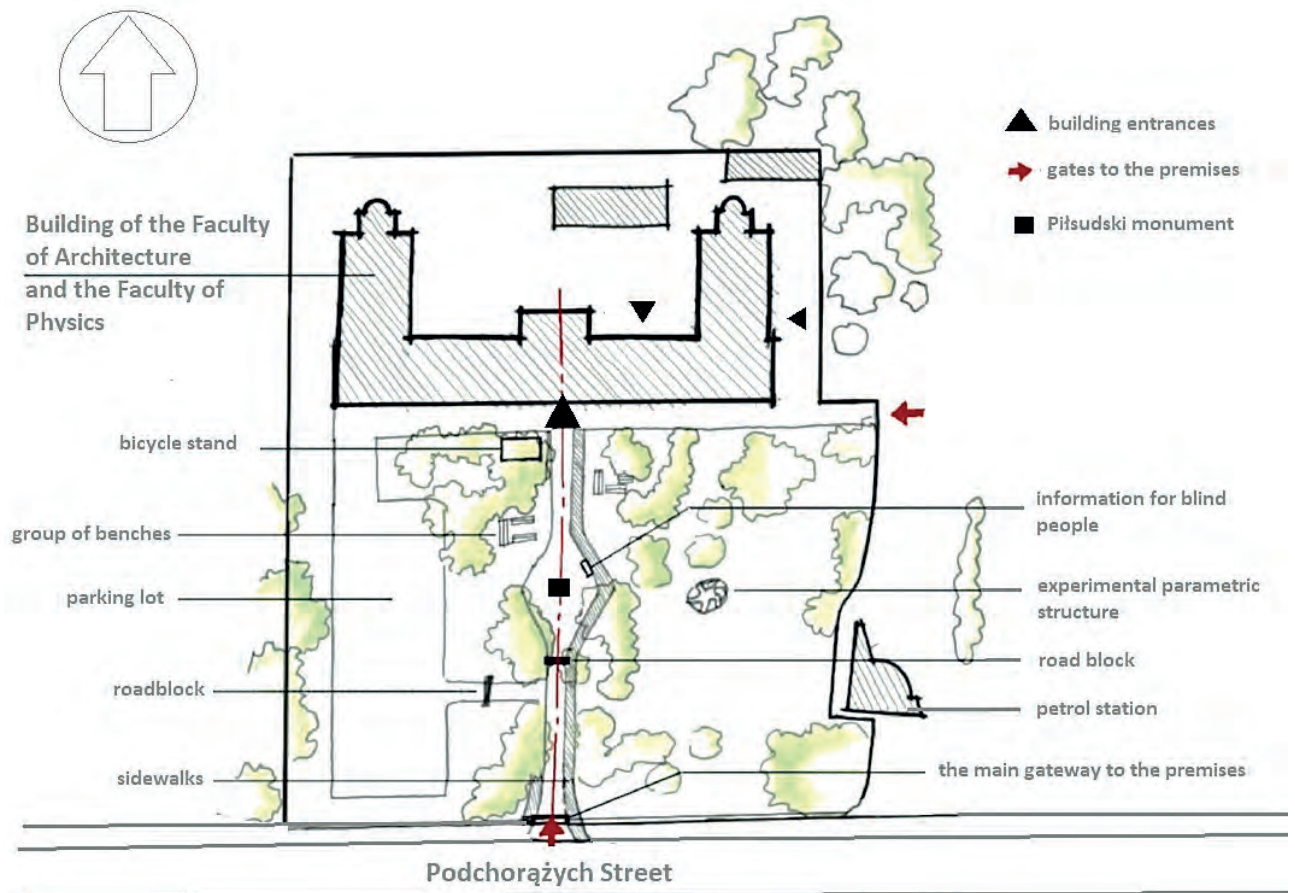 building entrances
gates to the premises
Piłsudski monument
Building of the Faculty
of Architecture
and the Faculty of
Physics
bicycle stand
group of benches
parking lot
roadblock
sidewalks
information for blind
people
experimental parametric
structure
road block
petrol station
the main gateway to the premises
Podchorążych Street